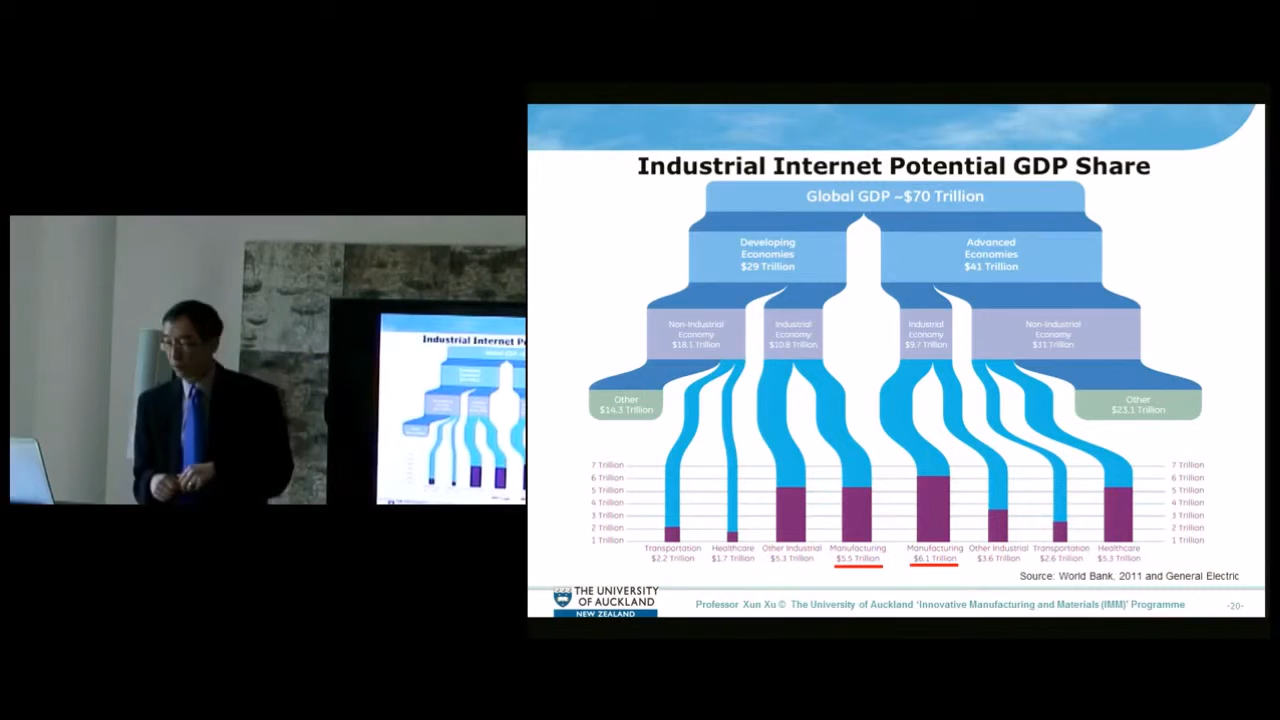 Industrial Internet Potential GDP Share
Global GDP ~$70 Trillion
Developing
Economies
$29 Trillion
Advanced
Economies
$41 Trillion
Non-Industrial
Economy
$18.1 Trillion
Industrial
Economy
$10.8 Trillion
Industrial
Economy
$9.7 Trillion
Non-Industrial
Economy
$31 Trillion
Other
$14.3 Trillion
Other
$23.1 Trillion
7 Trillion
6 Trillion
5 Trillion
4 Trillion
3 Trillion
2 Trillion
1 Trillion
7 Trillion
6 Trillion
5 Trillion
4 Trillion
3 Trillion
2 Trillion
1 Trillion
Transportation
$2.2 Trillion
Healthcare
$1.7 Trillion
Other Industrial
$5.3 Trillion
Manufacturing
$5.5 Trillion
Manufacturing
$6.1 Trillion
Other Industrial
$3.6 Trillion
Transportation
$2.6 Trillion
Healthcare
$5.3 Trillion
Source: World Bank, 2011 and General Electric
THE UNIVERSITY
OF AUCKLAND
NEW ZEALAND
Professor Xun Xu © The University of Auckland 'Innovative Manufacturing and Materials (IMM)' Programme
-20-
Industrial Internet P